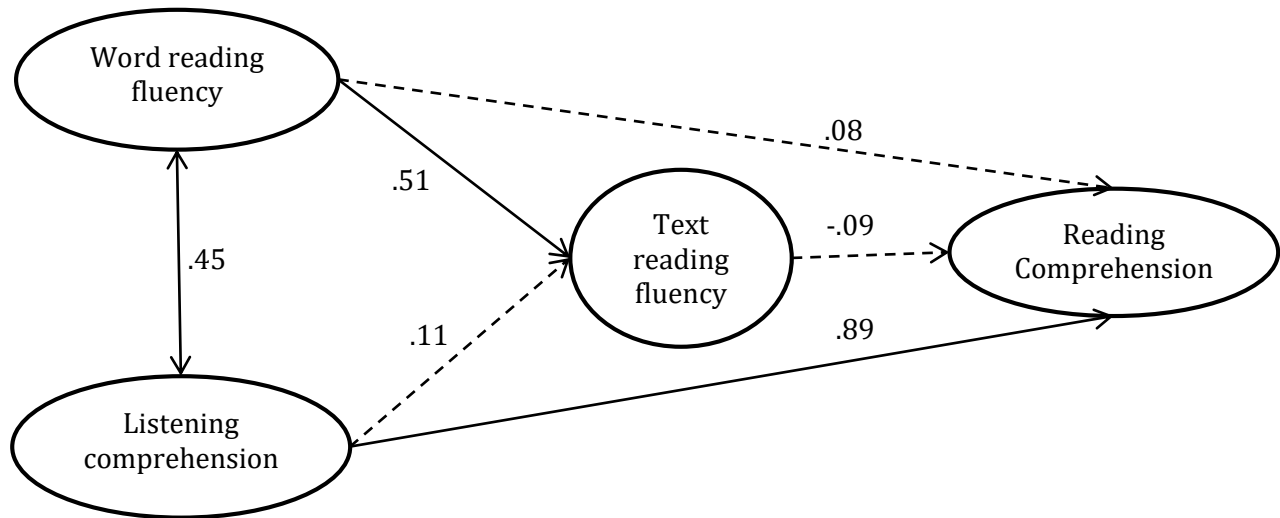 Word reading
fluency
.08
.51
Text
reading
fluency
-.09
Reading
Comprehension
.45
.11
.89
Listening
comprehension